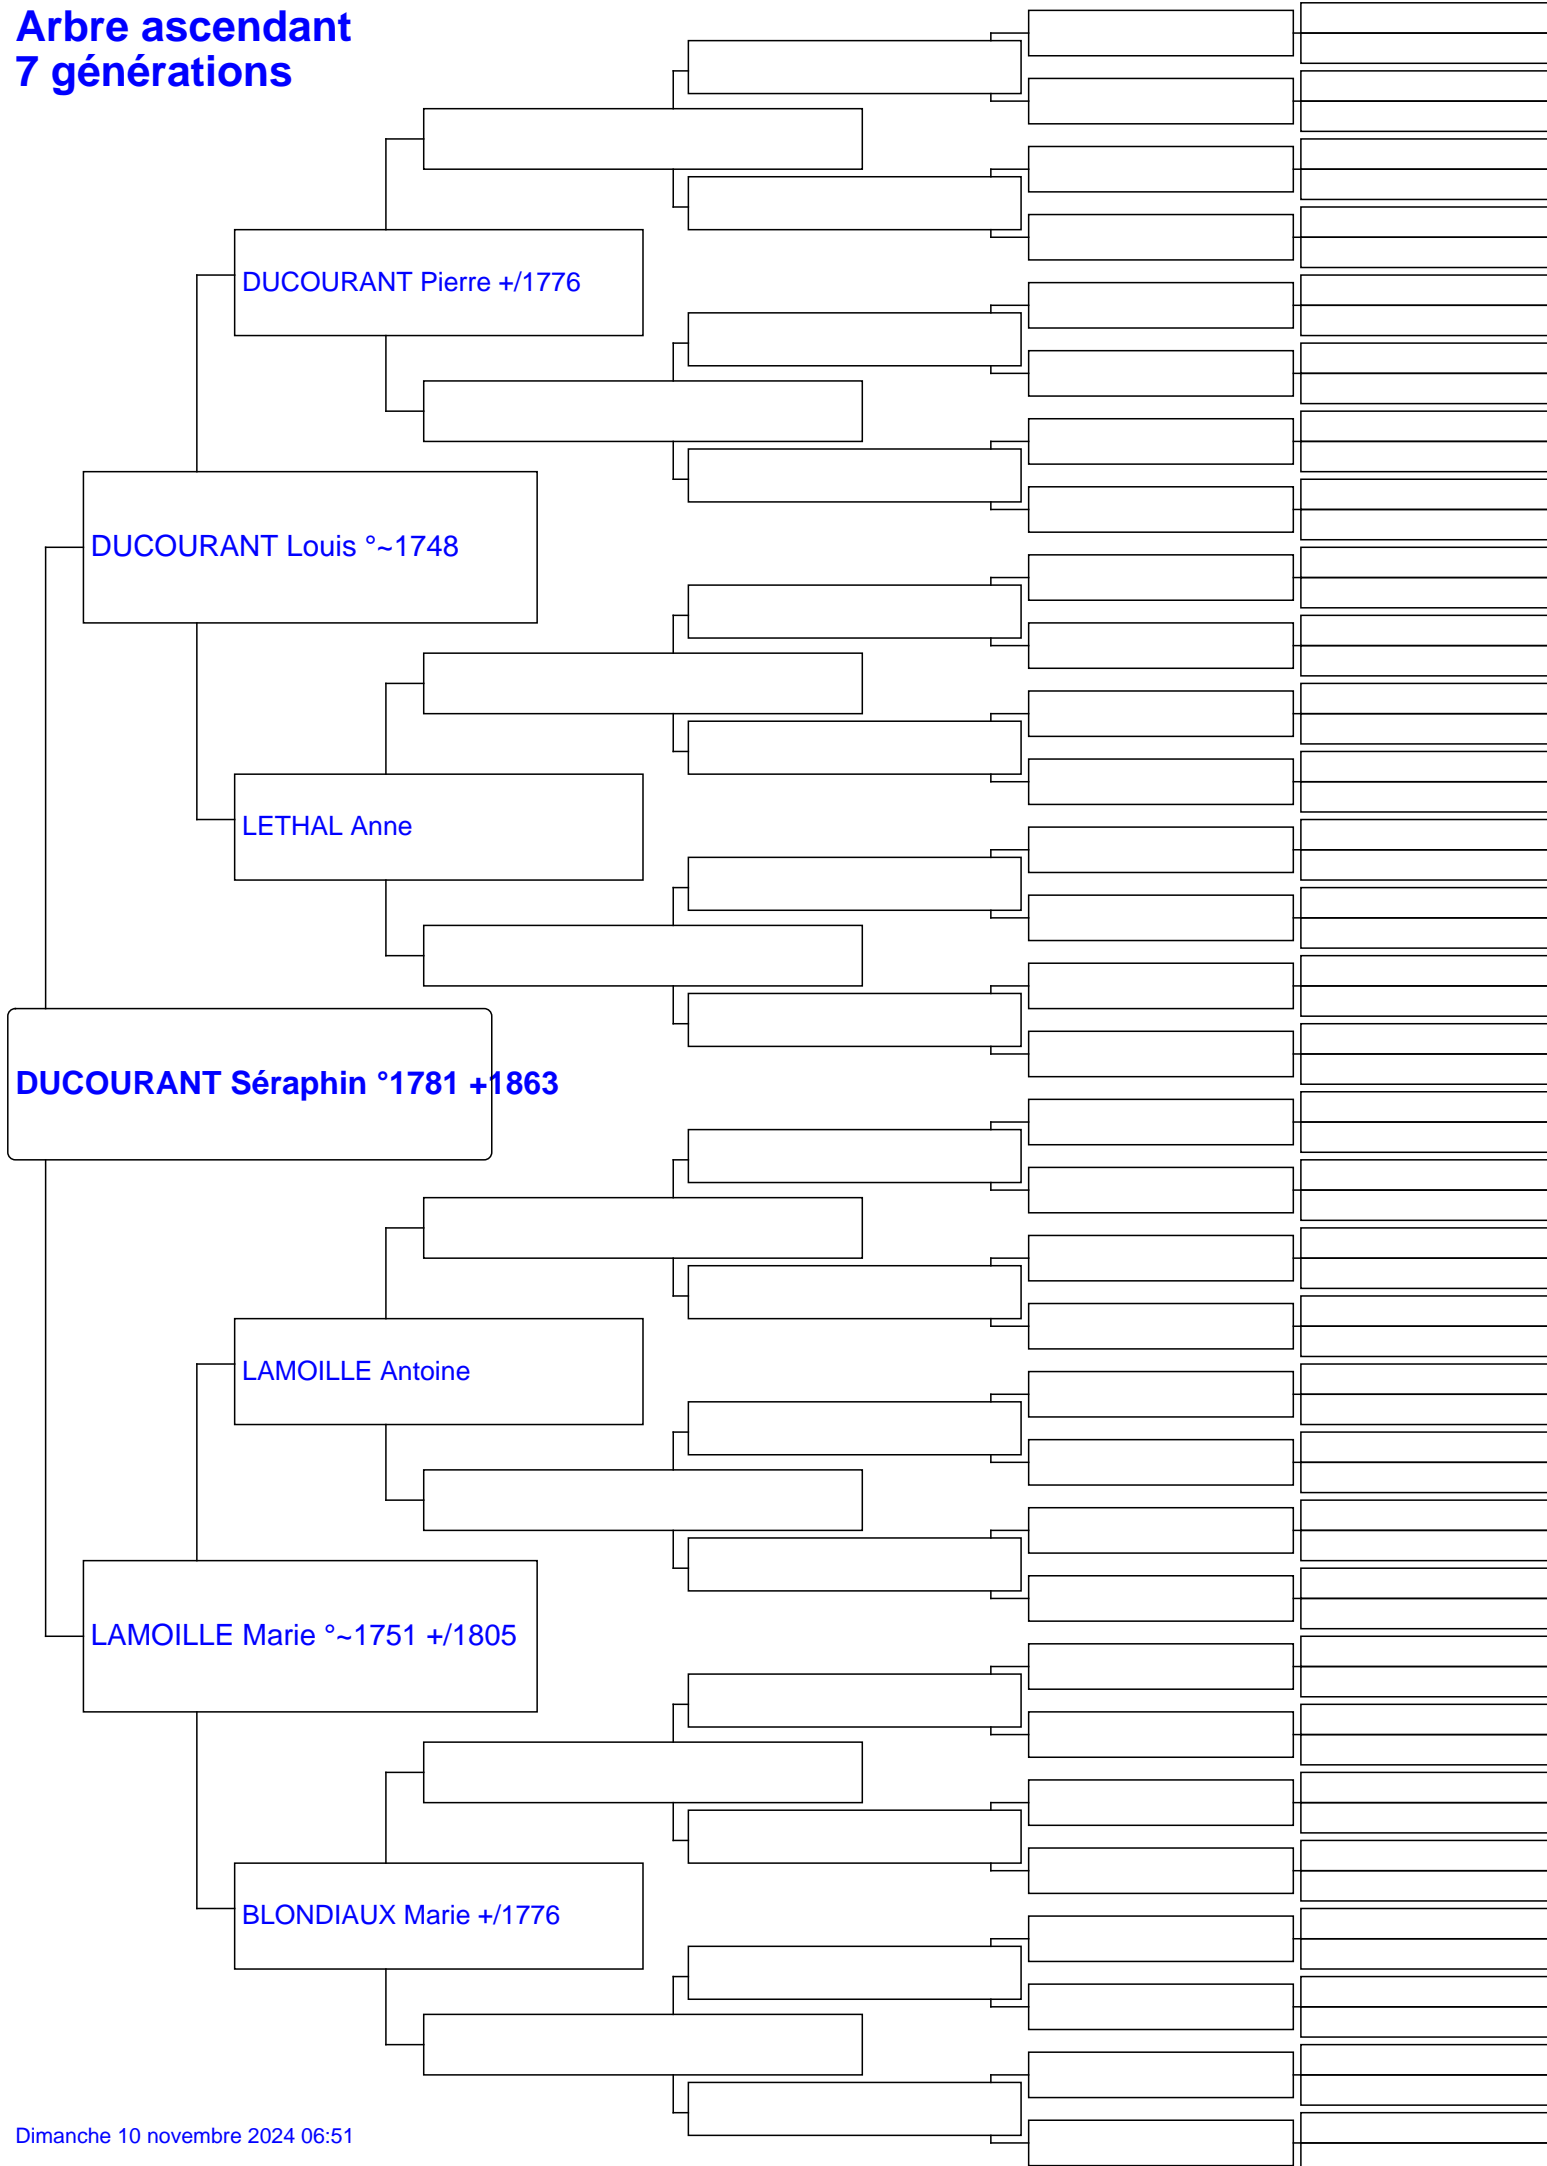 Arbre ascendant
7 générations
DUCOURANT Pierre +/1776
DUCOURANT Louis °~1748
LETHAL Anne
DUCOURANT Séraphin °1781 +1863
LAMOILLE Antoine
LAMOILLE Marie °~1751 +/1805
BLONDIAUX Marie +/1776
Dimanche 10 novembre 2024 06:51